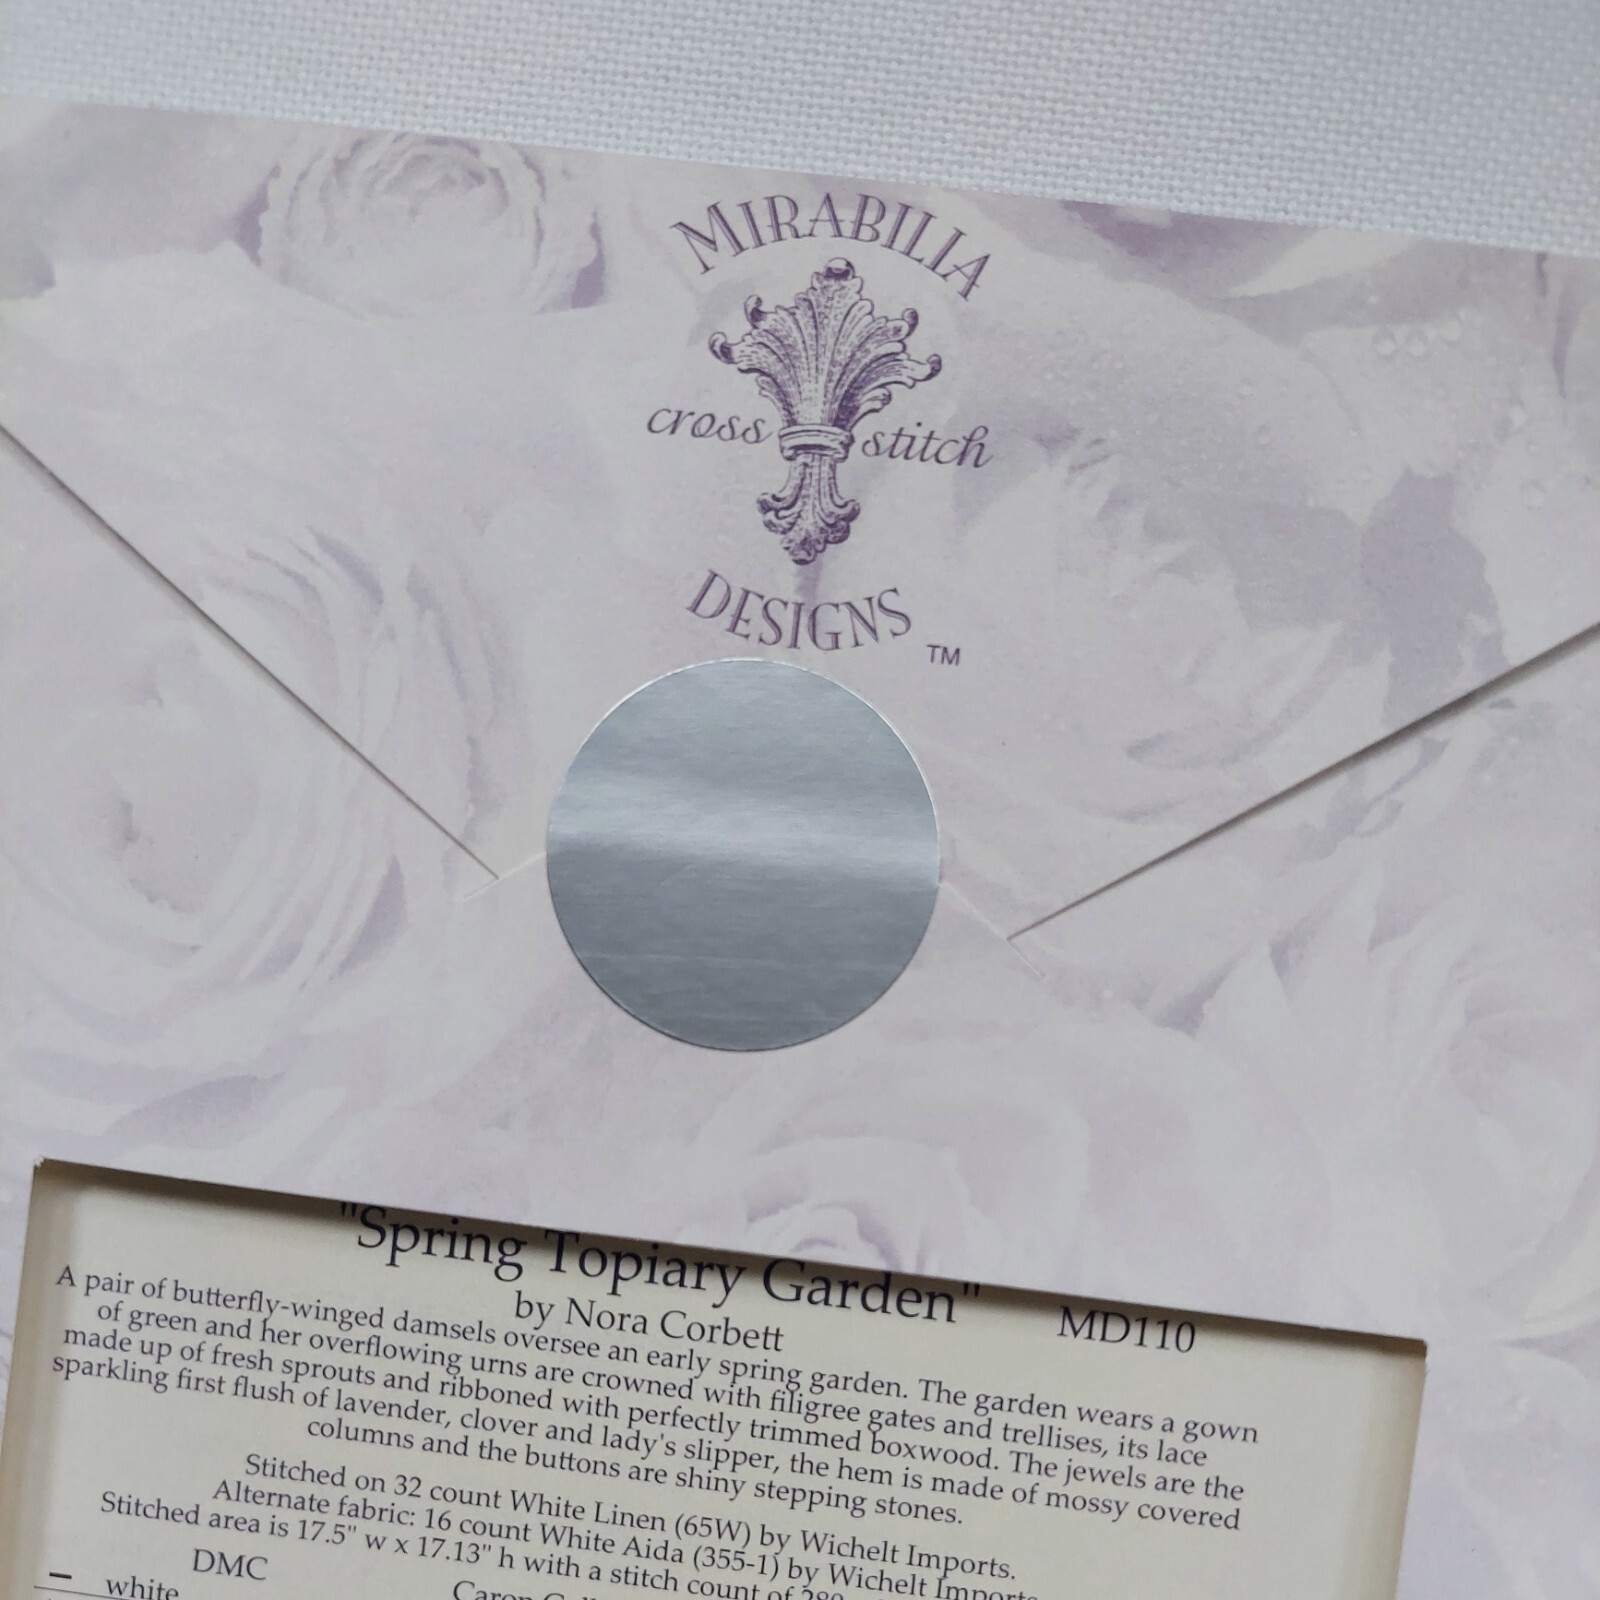 MIRABILIA
cross stitch
DESIGNS
TM
"Spring Topiary Garden" MD110
by Nora Corbett
A pair of butterfly-winged damsels oversee an early spring garden. The garden wears a gown
of green and her overflowing urns are crowned with filigree gates and trellises, its lace
made up of fresh sprouts and ribboned with perfectly trimmed boxwood. The jewels are the
sparkling first flush of lavender, clover and lady's slipper, the hem is made of mossy covered
columns and the buttons are shiny stepping stones.
Stitched on 32 count White Linen (65W) by Wichelt Imports.
Alternate fabric: 16 count White Aida (355-1) by Wichelt Imports
Stitched area is 17.5" w x 17.13" h with a stitch count of
DMC
white
Caron